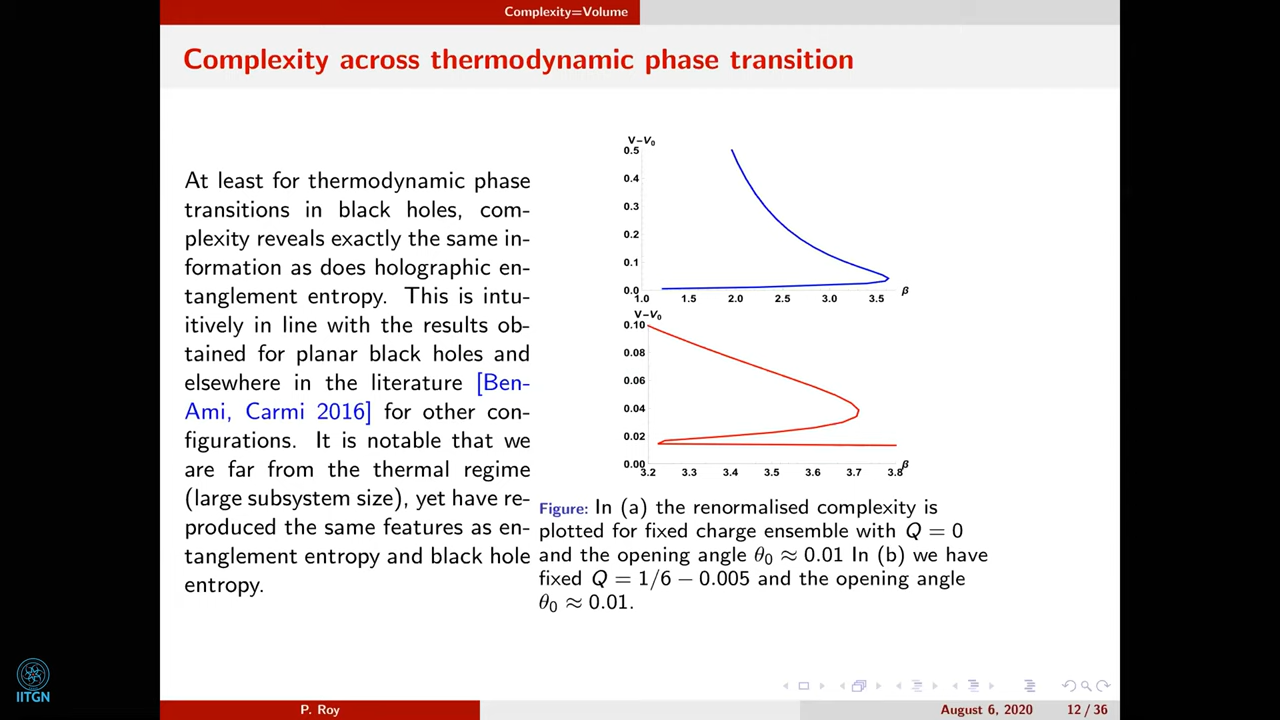 Complexity=Volume
Complexity across thermodynamic phase transition
At least for thermodynamic phase
transitions in black holes, com-
plexity reveals exactly the same in-
formation as does holographic en-
tanglement entropy. This is intu-
itively in line with the results ob-
tained for planar black holes and
elsewhere in the literature [Ben-
Ami, Carmi 2016] for other con-
figurations. It is notable that we
are far from the thermal regime
(large subsystem size), yet have re-
produced the same features as en-
tanglement entropy and black hole
entropy.
V−V₀
0.5
0.4
0.3
0.2
0.1
0.0
1.0 1.5 2.0 2.5 3.0 3.5 β
V−V₀
0.10
0.08
0.06
0.04
0.02
0.00
3.2 3.3 3.4 3.5 3.6 3.7 3.8 β
Figure: In (a) the renormalised complexity is
plotted for fixed charge ensemble with Q = 0
and the opening angle θ₀ ≈ 0.01 In (b) we have
fixed Q = 1/6 − 0.005 and the opening angle
θ₀ ≈ 0.01.
IITGN
P. Roy August 6, 2020 12 / 36